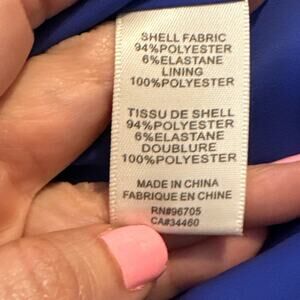 SHELL FABRIC
94%POLYESTER
6%ELASTANE
LINING
100%POLYESTER
TISSU DE SHELL
94%POLYESTER
6%ELASTANE
DOUBLURE
100%POLYESTER
MADE IN CHINA
FABRIQUE EN CHINE
RN#96705
CA#34460